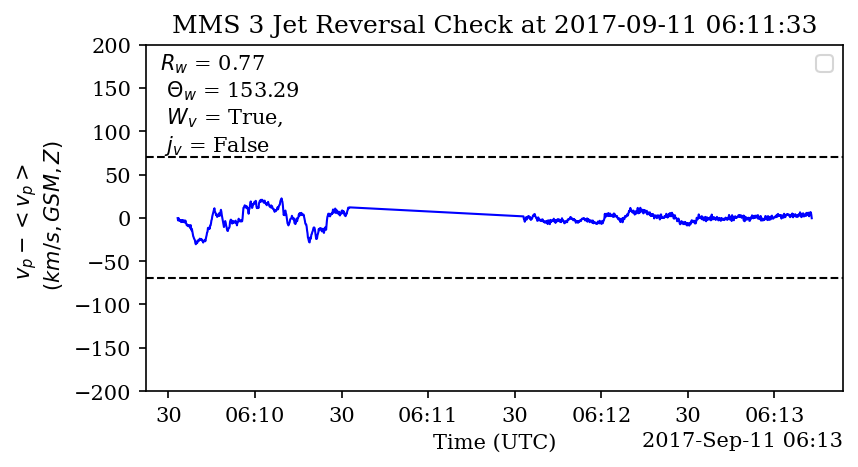 MMS 3 Jet Reversal Check at 2017-09-11 06:11:33
200
150
100
50
0
−50
−100
−150
−200
v_p − < v_p >
(km/s, GSM, Z)
R_w = 0.77
Θ_w = 153.29
W_v = True,
j_v = False
30 06:10 30 06:11 30 06:12 30 06:13
Time (UTC) 2017-Sep-11 06:13